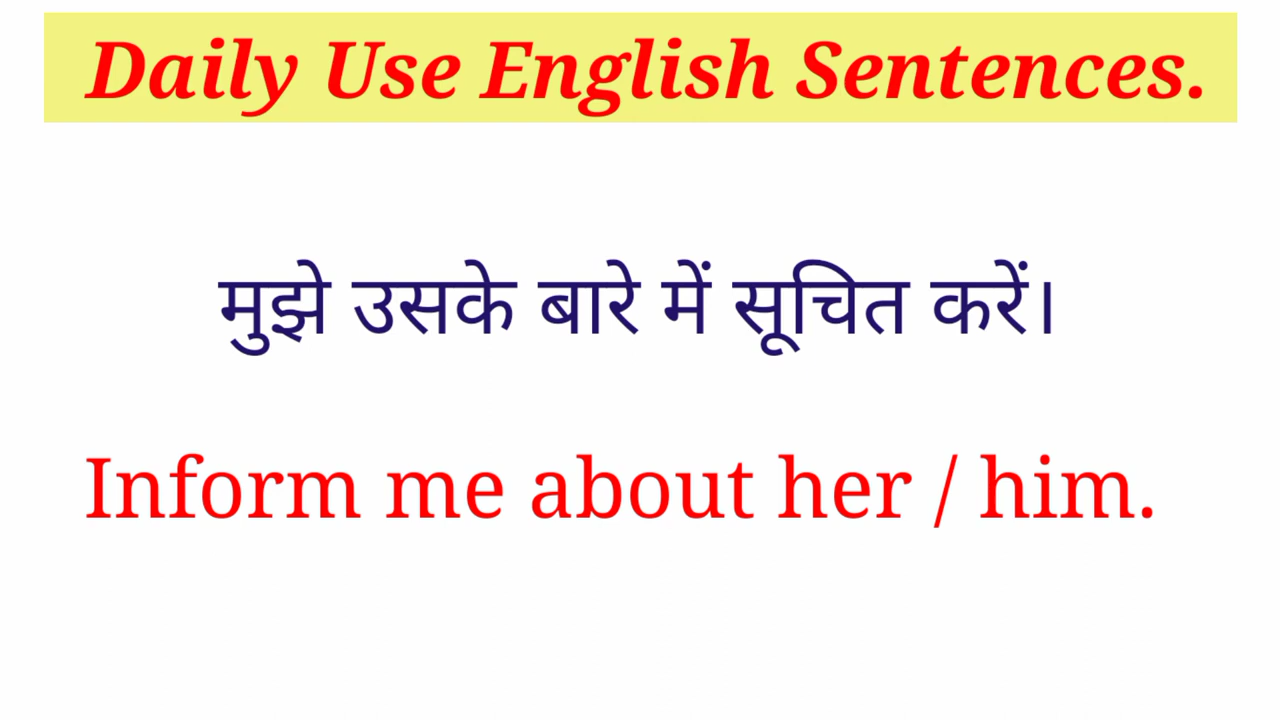 Daily Use English Sentences.
मुझे उसके बारे में सूचित करें।
Inform me about her / him.